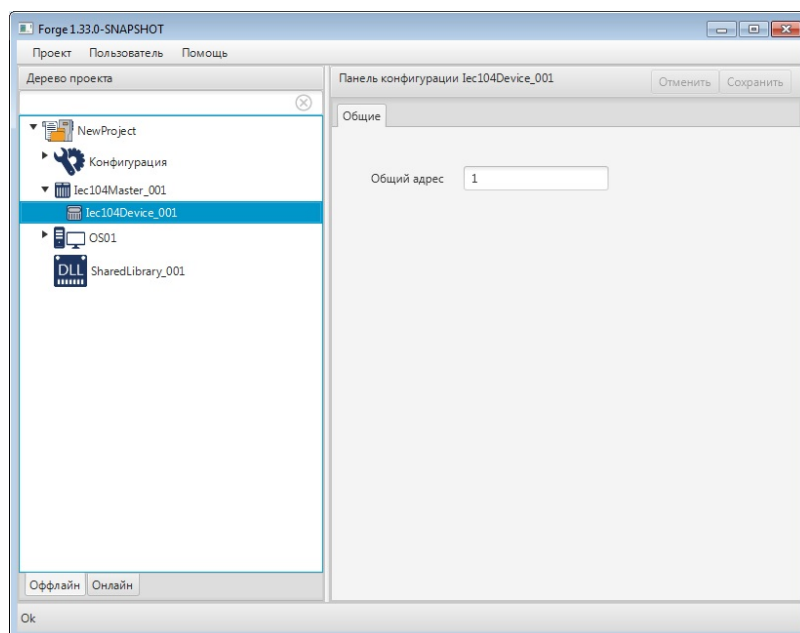 Forge 1.33.0-SNAPSHOT
Проект Пользователь Помощь
Дерево проекта
NewProject
Конфигурация
Iec104Master_001
Iec104Device_001
OS01
DLL SharedLibrary_001
Оффлайн Онлайн
Панель конфигурации Iec104Device_001 Отменить Сохранить
Общие
Общий адрес 1
Ok